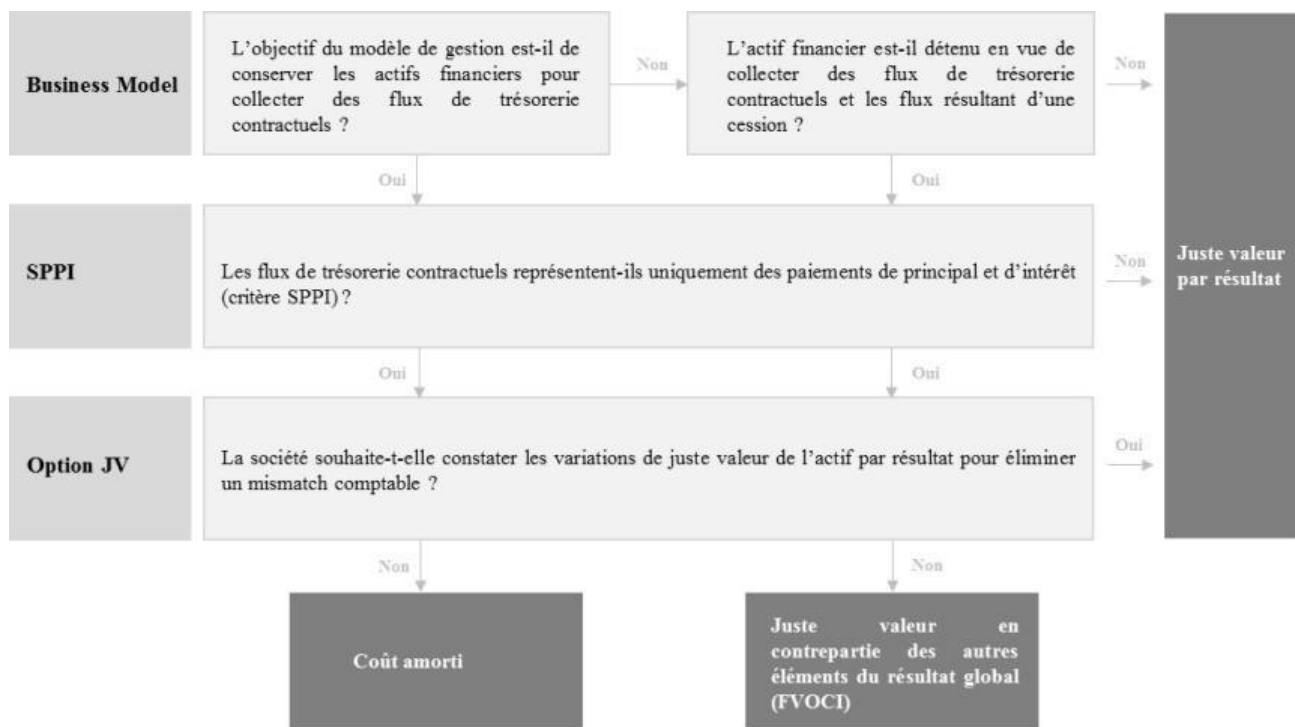 Business Model
L'objectif du modèle de gestion est-il de
conserver les actifs financiers pour
collecter des flux de trésorerie
contractuels ?
Non
L'actif financier est-il détenu en vue de
collecter des flux de trésorerie
contractuels et les flux résultant d'une
cession ?
Non
Oui
Oui
SPPI
Les flux de trésorerie contractuels représentent-ils uniquement des paiements de principal et d'intérêt
(critère SPPI) ?
Non
Juste valeur
par résultat
Oui
Oui
Option JV
La société souhaite-t-elle constater les variations de juste valeur de l'actif par résultat pour éliminer
un mismatch comptable ?
Oui
Non
Non
Coût amorti
Juste valeur en
contrepartie des autres
éléments du résultat global
(FVOCI)